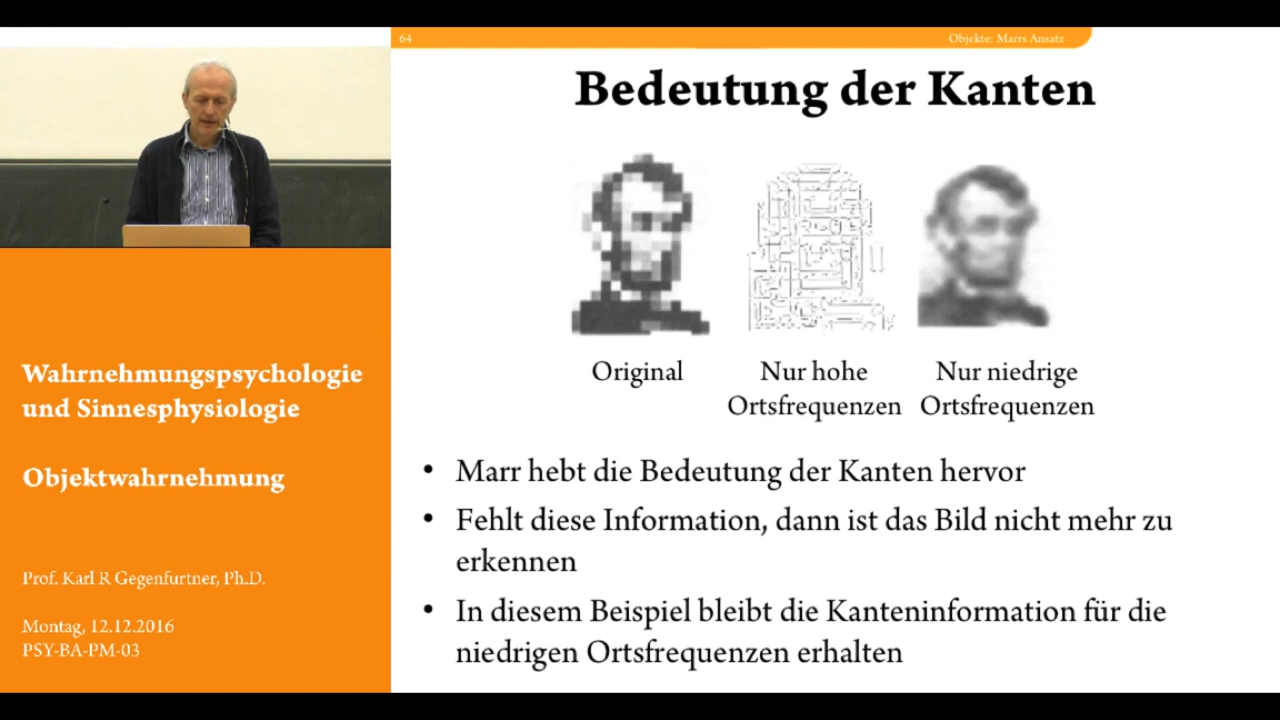 64
Objekte: Marrs Ansatz
Bedeutung der Kanten
Original
Nur hohe
Ortsfrequenzen
Nur niedrige
Ortsfrequenzen
• Marr hebt die Bedeutung der Kanten hervor
• Fehlt diese Information, dann ist das Bild nicht mehr zu
erkennen
• In diesem Beispiel bleibt die Kanteninformation für die
niedrigen Ortsfrequenzen erhalten
Wahrnehmungspsychologie
und Sinnesphysiologie
Objektwahrnehmung
Prof. Karl R Gegenfurtner, Ph.D.
Montag, 12.12.2016
PSY-BA-PM-03